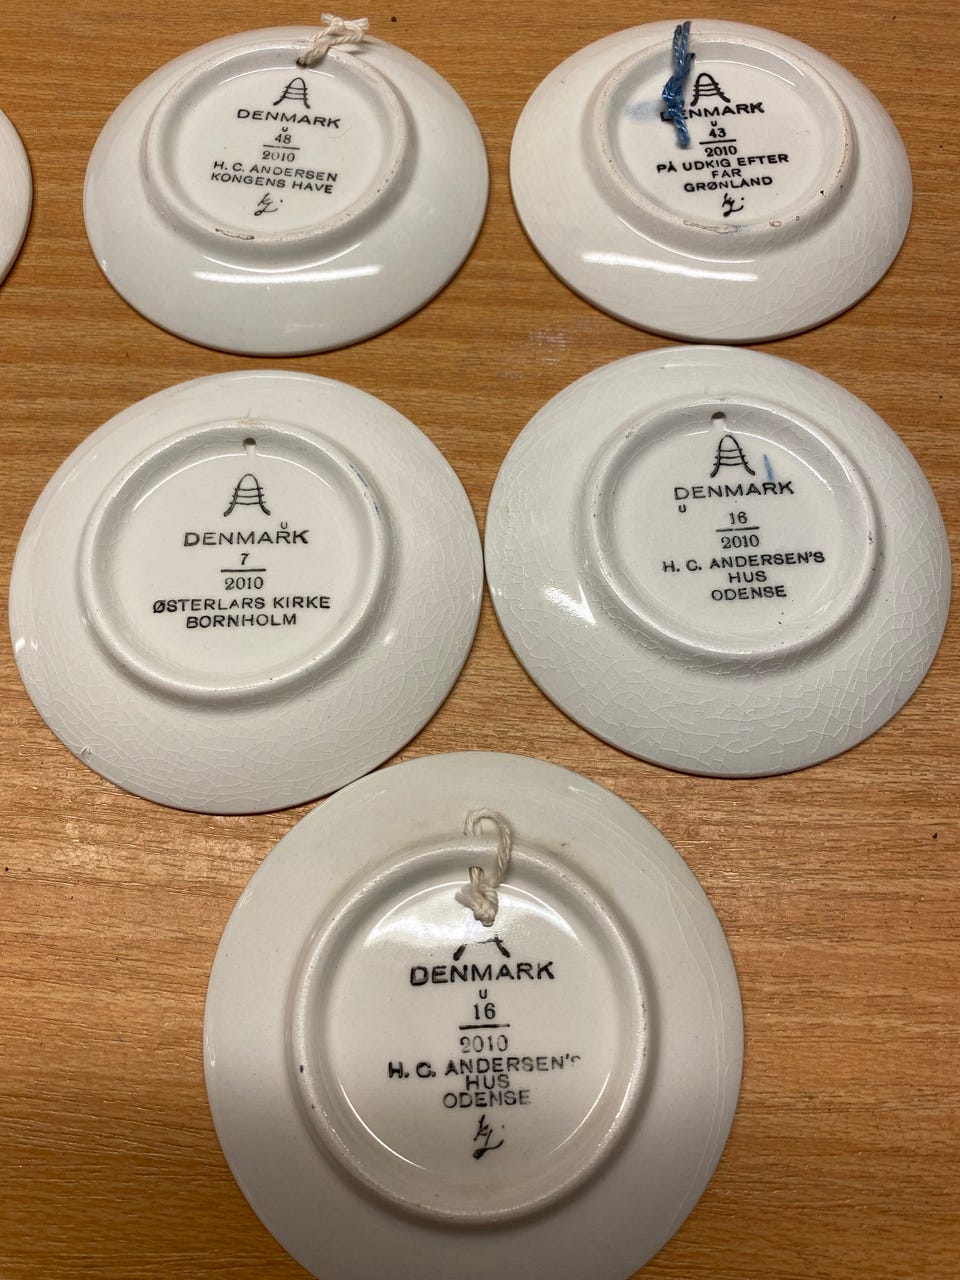 DENMARK
u
48
2010
H. C. ANDERSEN
KONGENS HAVE
DENMARK
u
43
2010
PÅ UDKIG EFTER
FAR
GRØNLAND
u
DENMARK
7
2010
ØSTERLARS KIRKE
BORNHOLM
DENMARK
u
16
2010
H. C. ANDERSEN'S
HUS
ODENSE
DENMARK
u
16
2010
H. C. ANDERSEN'S
HUS
ODENSE